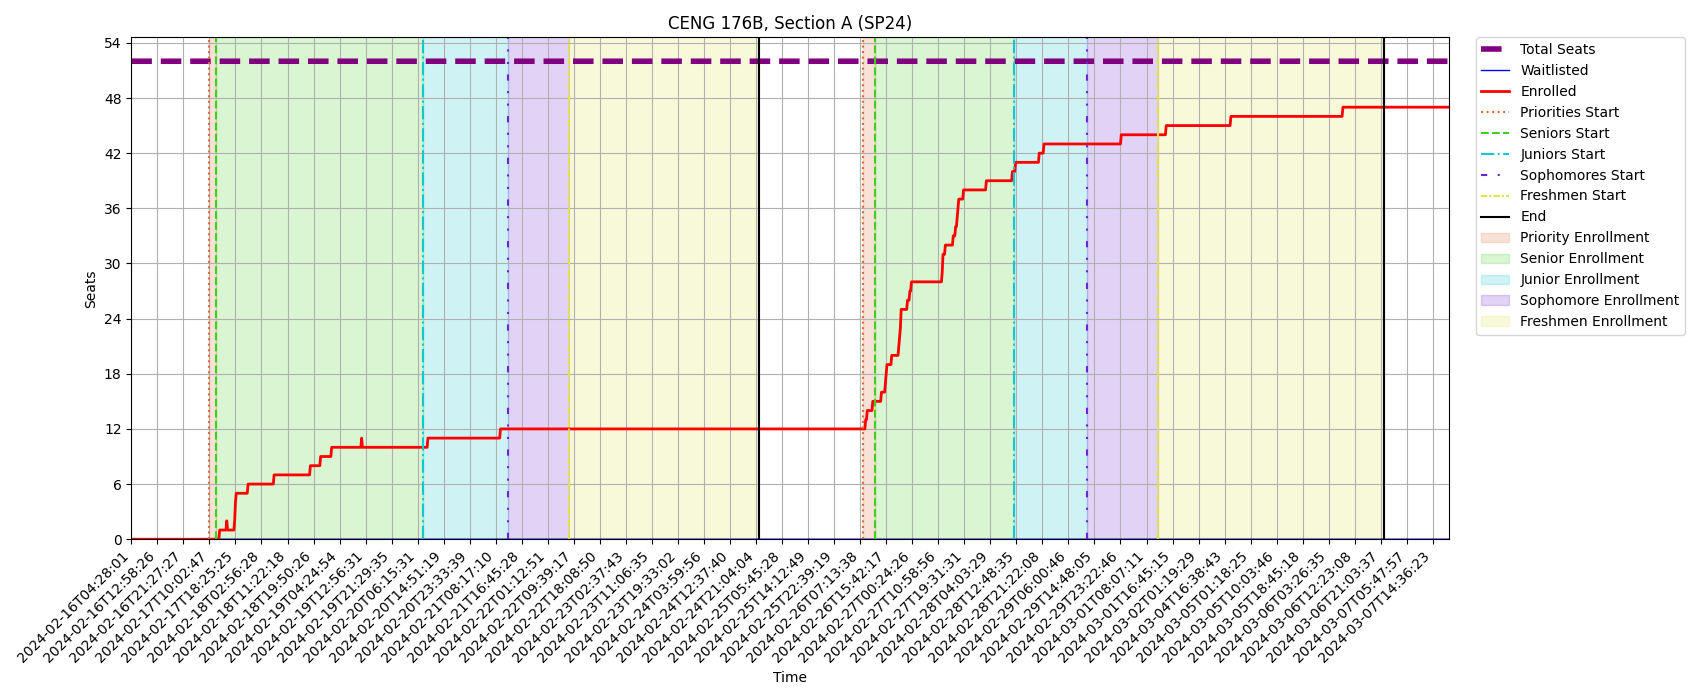 CENG 176B, Section A (SP24)
54
48
42
36
30
24
18
12
6
0
Seats
2024-02-16T04:28:01
2024-02-16T12:58:26
2024-02-16T21:27:27
2024-02-17T10:02:47
2024-02-17T18:25:25
2024-02-18T02:56:28
2024-02-18T11:22:18
2024-02-18T19:50:26
2024-02-19T04:24:54
2024-02-19T12:56:31
2024-02-19T21:29:35
2024-02-20T06:15:31
2024-02-20T14:51:19
2024-02-20T23:33:39
2024-02-21T08:17:10
2024-02-21T16:45:28
2024-02-22T01:12:51
2024-02-22T09:39:17
2024-02-22T18:08:50
2024-02-23T02:37:43
2024-02-23T11:06:35
2024-02-23T19:33:02
2024-02-24T03:59:56
2024-02-24T12:37:40
2024-02-24T21:04:04
2024-02-25T05:45:28
2024-02-25T14:12:49
2024-02-25T22:39:19
2024-02-26T07:13:38
2024-02-26T15:42:17
2024-02-27T00:24:26
2024-02-27T10:58:56
2024-02-27T19:31:31
2024-02-28T04:03:29
2024-02-28T12:48:35
2024-02-28T21:22:08
2024-02-29T06:00:46
2024-02-29T14:48:05
2024-02-29T23:22:46
2024-03-01T08:07:11
2024-03-01T16:45:15
2024-03-02T01:19:29
2024-03-04T16:38:43
2024-03-05T01:18:25
2024-03-05T10:03:46
2024-03-05T18:45:18
2024-03-06T03:26:35
2024-03-06T12:23:08
2024-03-06T21:03:37
2024-03-07T05:47:57
2024-03-07T14:36:23
Time
Total Seats
Waitlisted
Enrolled
Priorities Start
Seniors Start
Juniors Start
Sophomores Start
Freshmen Start
End
Priority Enrollment
Senior Enrollment
Junior Enrollment
Sophomore Enrollment
Freshmen Enrollment